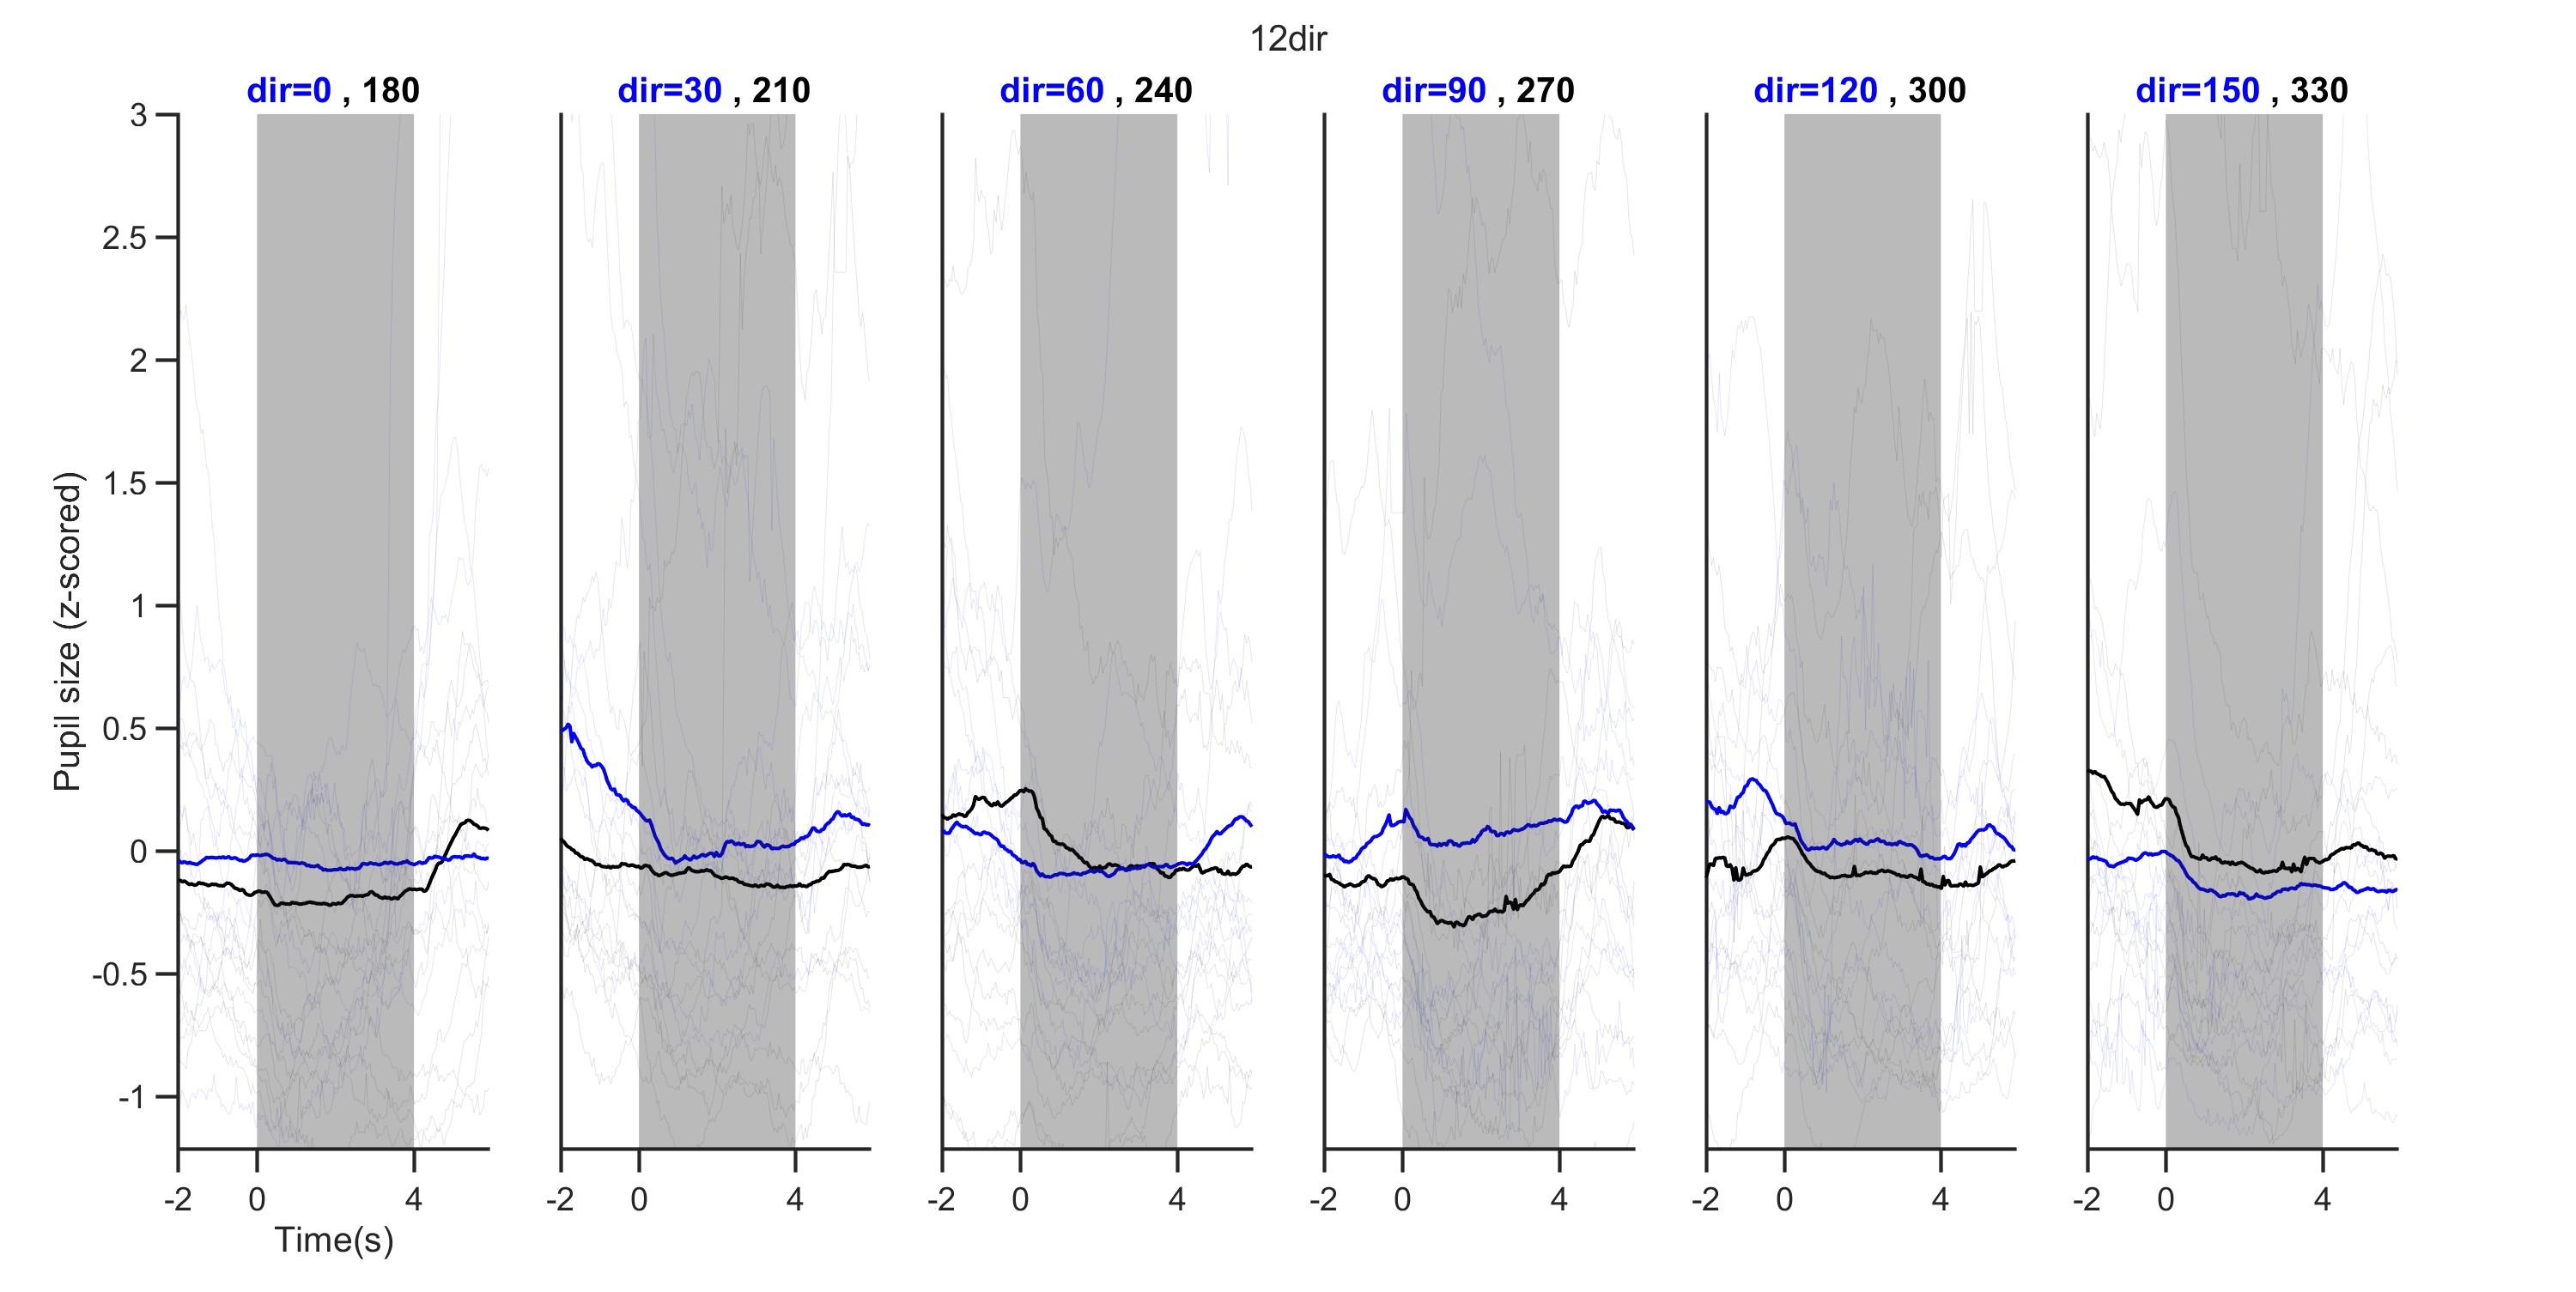 12dir
dir=0 , 180
dir=30 , 210
dir=60 , 240
dir=90 , 270
dir=120 , 300
dir=150 , 330
Pupil size (z-scored)
3
2.5
2
1.5
1
0.5
0
-0.5
-1
-2 0 4
-2 0 4
-2 0 4
-2 0 4
-2 0 4
-2 0 4
Time(s)